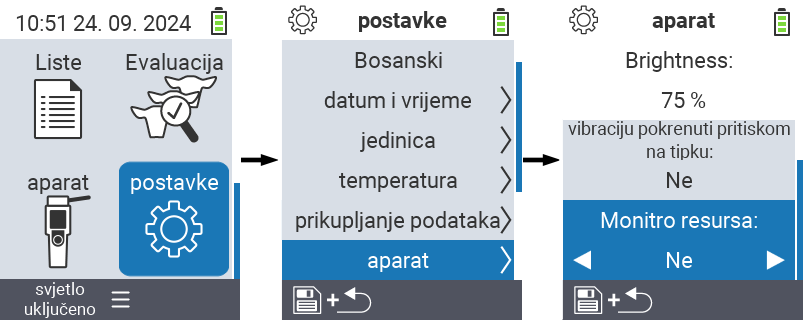 10:51 24. 09. 2024
Liste
Evaluacija
aparat
postavke
svjetlo
uključeno
postavke
Bosanski
datum i vrijeme
jedinica
temperatura
prikupljanje podataka
aparat
+
aparat
Brightness:
75 %
vibraciju pokrenuti pritiskom
na tipku:
Ne
Monitro resursa:
Ne
+